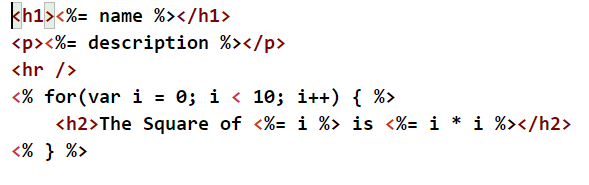 <h1><%= name %></h1>
<p><%= description %></p>
<hr />
<% for(var i = 0; i < 10; i++) { %>
    <h2>The Square of <%= i %> is <%= i * i %></h2>
<% } %>